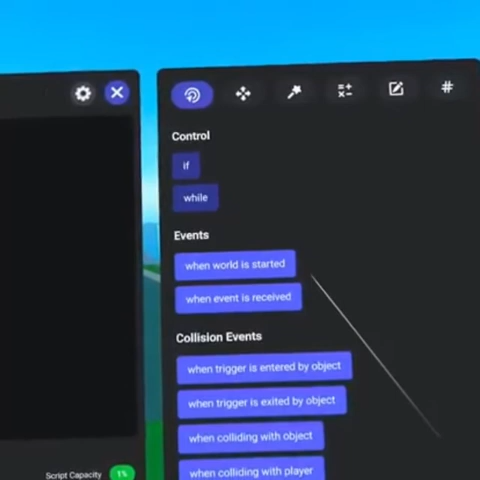 #
Control
if
while
Events
when world is started
when event is received
Collision Events
when trigger is entered by object
when trigger is exited by object
when colliding with object
when colliding with player
Script Capacity 1%